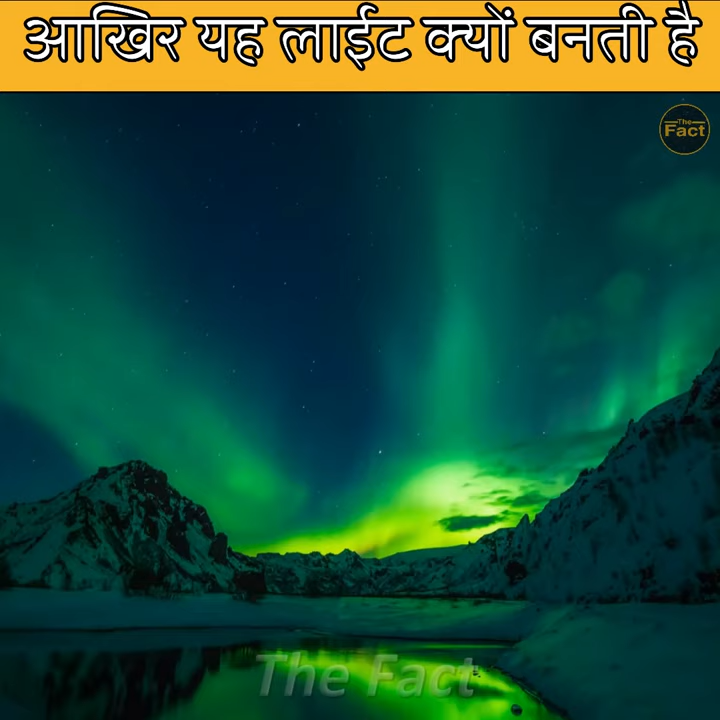 आखिर यह लाईट क्यों बनती है
The
Fact
The Fact